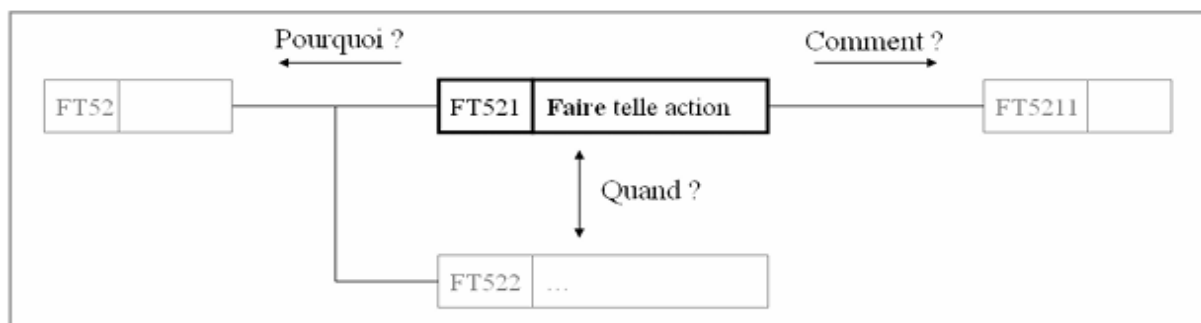 Pourquoi ? Comment ?
FT52 FT521 Faire telle action FT5211
Quand ?
FT522 ...